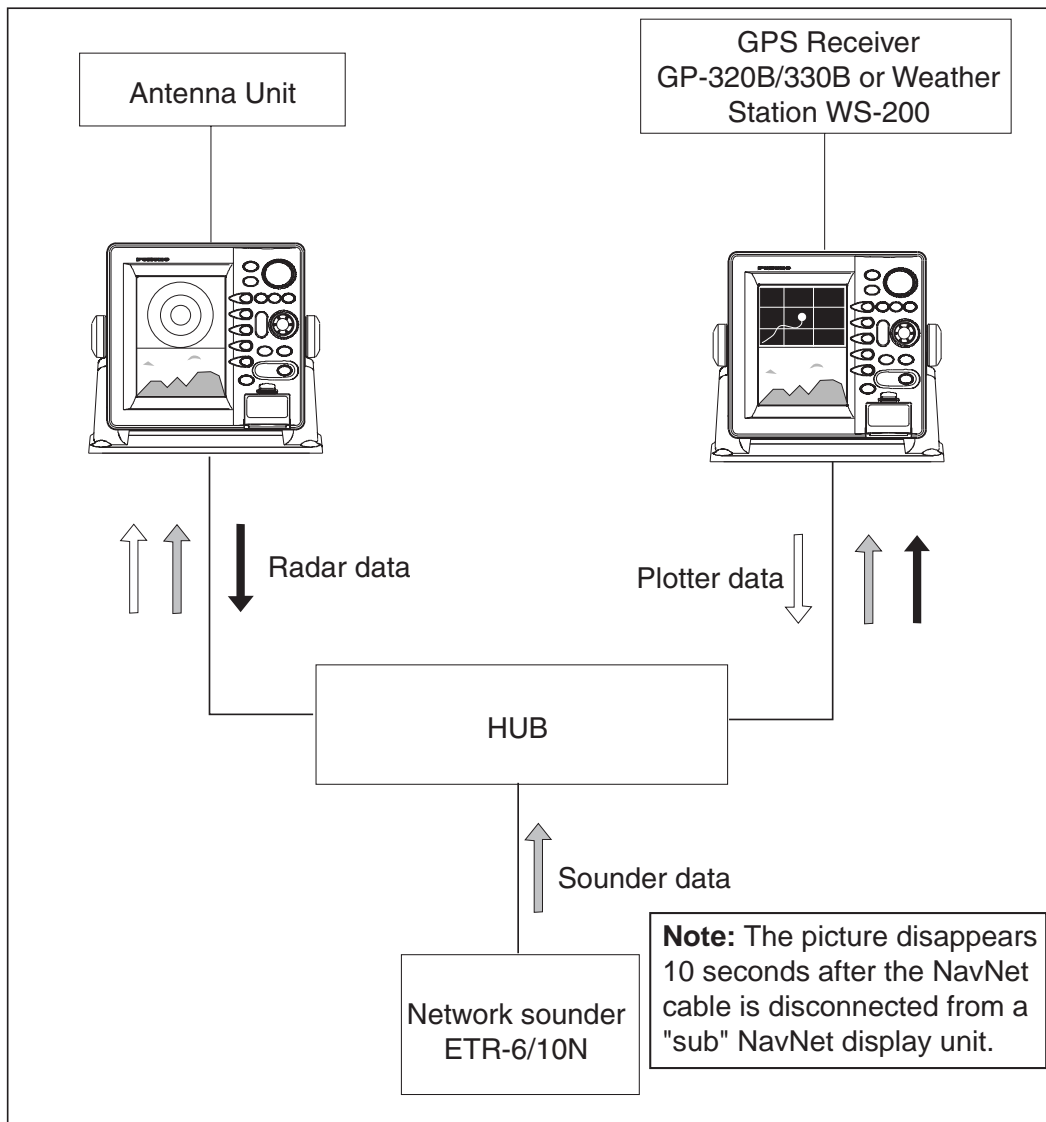 Antenna Unit
GPS Receiver
GP-320B/330B or Weather
Station WS-200
FURUNO
FURUNO
Radar data
Plotter data
HUB
Sounder data
Network sounder
ETR-6/10N
Note: The picture disappears
10 seconds after the NavNet
cable is disconnected from a
"sub" NavNet display unit.